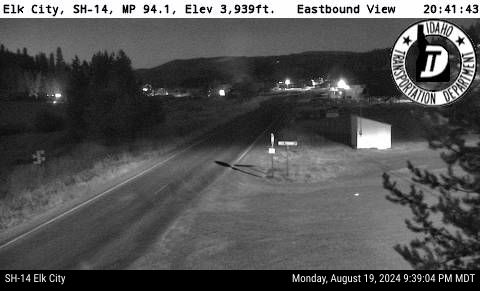 Elk City, SH-14, MP 94.1, Elev 3,939ft. Eastbound View 20:41:43
IDAHO
TRANSPORTATION DEPARTMENT
SH-14 Elk City Monday, August 19, 2024 9:39:04 PM MDT